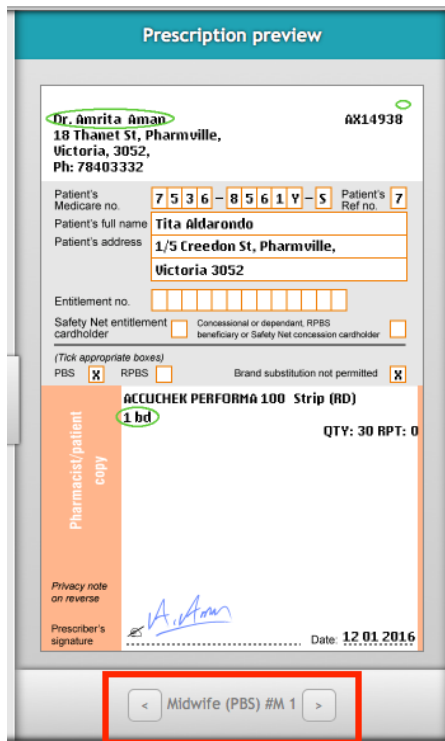 Prescription preview
Dr. Amrita Aman AX14938
18 Thanet St, Pharmville,
Victoria, 3052,
Ph: 78403332
Patient's Medicare no. 7536-8561Y-S Patient's Ref no. 7
Patient's full name Tita Aldarondo
Patient's address 1/5 Creedon St, Pharmville,
Victoria 3052
Entitlement no.
Safety Net entitlement cardholder Concessional or dependant, RPBS beneficiary or Safety Net concession cardholder
(Tick appropriate boxes)
PBS X RPBS Brand substitution not permitted X
ACCUCHEK PERFORMA 100 Strip (RD)
1 bd
QTY: 30 RPT: 0
Pharmacist/patient
copy
Privacy note
on reverse
A. Aman
Prescriber's
signature Date: 12 01 2016
< Midwife (PBS) #M 1 >